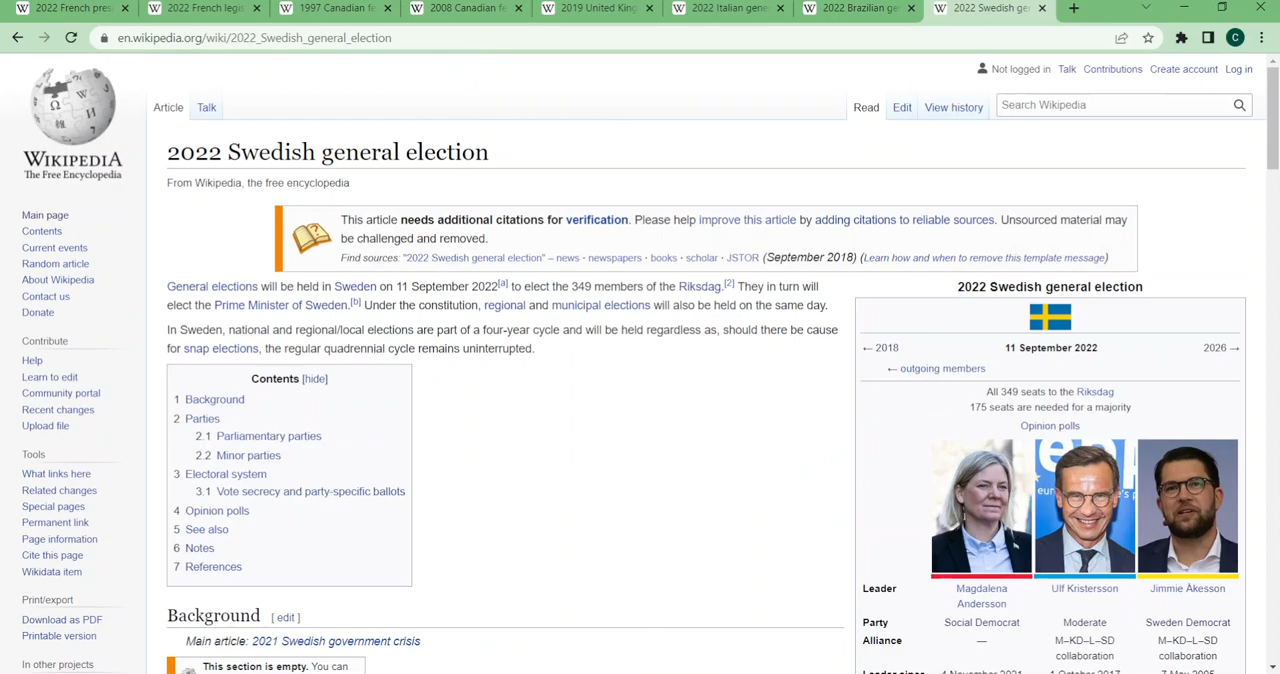 2022 French pres
2022 French legis
1997 Canadian fe
2008 Canadian fe
2019 United King
2022 Italian gene
2022 Brazilian ge
2022 Swedish ge
en.wikipedia.org/wiki/2022_Swedish_general_election
C
Not logged in Talk Contributions Create account Log in
Article Talk Read Edit View history Search Wikipedia
WIKIPEDIA
The Free Encyclopedia
Main page
Contents
Current events
Random article
About Wikipedia
Contact us
Donate
Contribute
Help
Learn to edit
Community portal
Recent changes
Upload file
Tools
What links here
Related changes
Special pages
Permanent link
Page information
Cite this page
Wikidata item
Print/export
Download as PDF
Printable version
In other projects
2022 Swedish general election
From Wikipedia, the free encyclopedia
This article needs additional citations for verification. Please help improve this article by adding citations to reliable sources. Unsourced material may
be challenged and removed.
Find sources: "2022 Swedish general election" – news · newspapers · books · scholar · JSTOR (September 2018) (Learn how and when to remove this template message)
General elections will be held in Sweden on 11 September 2022[a] to elect the 349 members of the Riksdag.[2] They in turn will
elect the Prime Minister of Sweden.[b] Under the constitution, regional and municipal elections will also be held on the same day.
In Sweden, national and regional/local elections are part of a four-year cycle and will be held regardless as, should there be cause
for snap elections, the regular quadrennial cycle remains uninterrupted.
Contents [hide]
1 Background
2 Parties
2.1 Parliamentary parties
2.2 Minor parties
3 Electoral system
3.1 Vote secrecy and party-specific ballots
4 Opinion polls
5 See also
6 Notes
7 References
Background [ edit ]
Main article: 2021 Swedish government crisis
This section is empty. You can
2022 Swedish general election
← 2018 11 September 2022 2026 →
← outgoing members
All 349 seats to the Riksdag
175 seats are needed for a majority
Opinion polls
Leader Magdalena Andersson Ulf Kristersson Jimmie Åkesson
Party Social Democrat Moderate Sweden Democrat
Alliance — M–KD–L–SD collaboration M–KD–L–SD collaboration
Leader since 4 November 2021 1 October 2017 7 May 2005